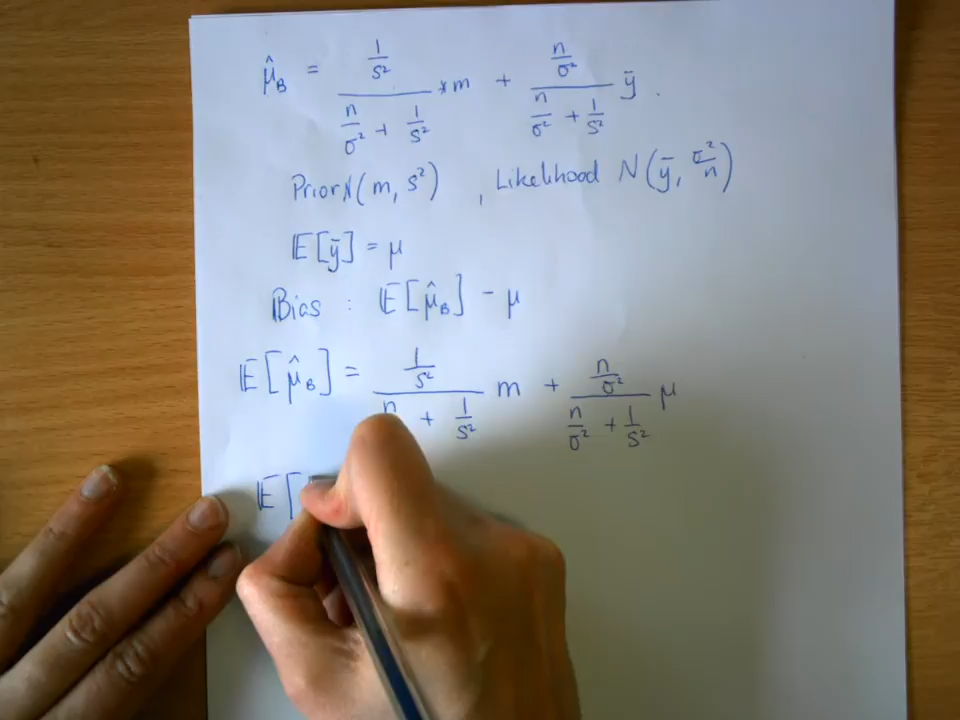 μ̂_B = (1/s²)/(n/σ² + 1/s²) * m + (n/σ²)/(n/σ² + 1/s²) ȳ .
Prior N(m, s²) , Likelihood N(ȳ, σ²/n)
E[ȳ] = μ
Bias : E[μ̂_B] - μ
E[μ̂_B] = (1/s²)/(n/σ² + 1/s²) m + (n/σ²)/(n/σ² + 1/s²) μ
E[